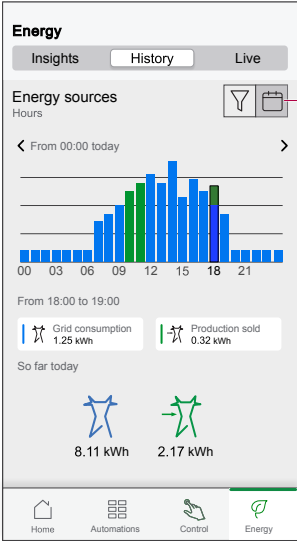 Energy
Insights History Live
Energy sources
Hours
From 00:00 today
00 03 06 09 12 15 18 21
From 18:00 to 19:00
Grid consumption Production sold
1.25 kWh 0.32 kWh
So far today
8.11 kWh 2.17 kWh
Home Automations Control Energy